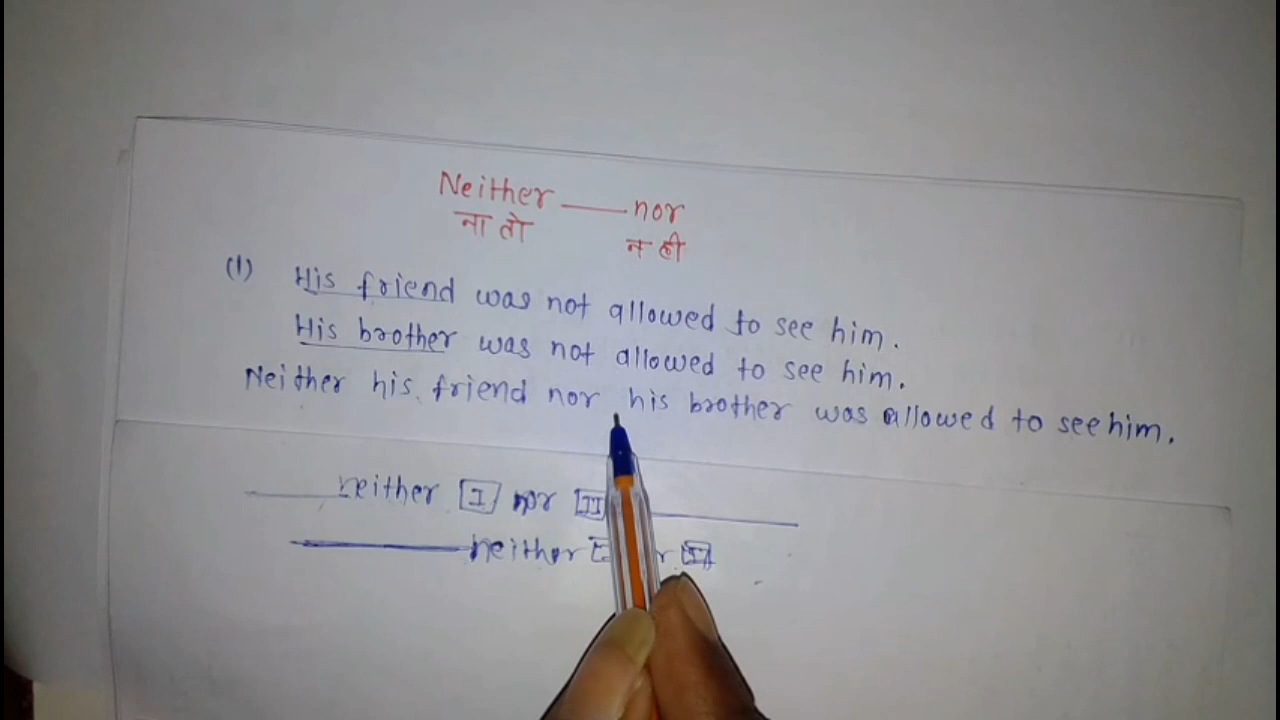 Neither — nor
ना तो न ही
(1) His friend was not allowed to see him.
His brother was not allowed to see him.
Neither his friend nor his brother was allowed to see him.
neither I nor II
neither